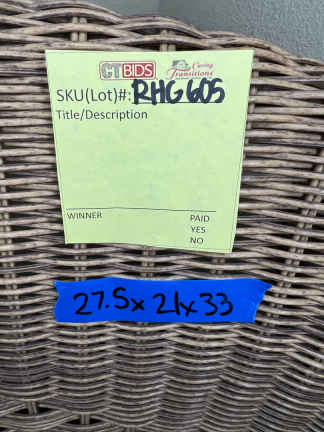 CTBIDS Caring Transitions
SKU(Lot)#: RHG605
Title/Description
WINNER PAID
YES
NO
27.5x21x33